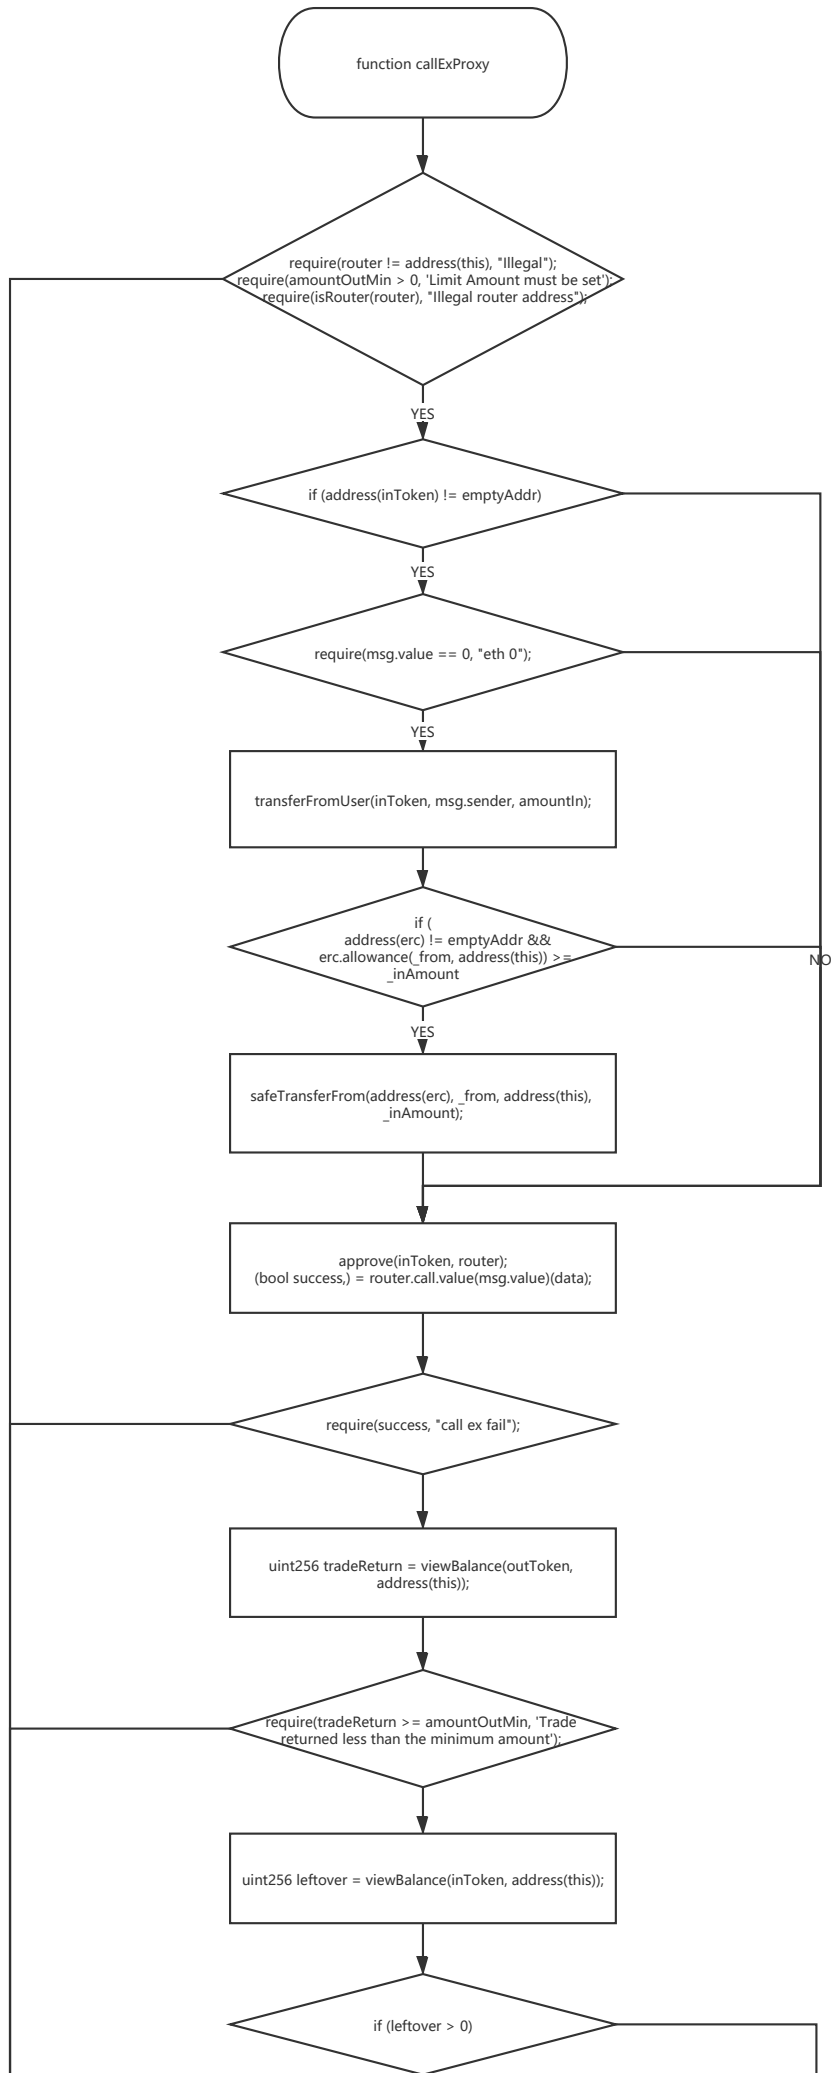 function callExProxy
require(router != address(this), "Illegal");
require(amountOutMin > 0, 'Limit Amount must be set');
require(isRouter(router), "Illegal router address");
YES
if (address(inToken) != emptyAddr)
YES
require(msg.value == 0, "eth 0");
YES
transferFromUser(inToken, msg.sender, amountIn);
if (
address(erc) != emptyAddr &&
erc.allowance(_from, address(this)) >=
_inAmount
NO
YES
safeTransferFrom(address(erc), _from, address(this),
_inAmount);
approve(inToken, router);
(bool success,) = router.call.value(msg.value)(data);
require(success, "call ex fail");
uint256 tradeReturn = viewBalance(outToken,
address(this));
require(tradeReturn >= amountOutMin, 'Trade
returned less than the minimum amount');
uint256 leftover = viewBalance(inToken, address(this));
if (leftover > 0)